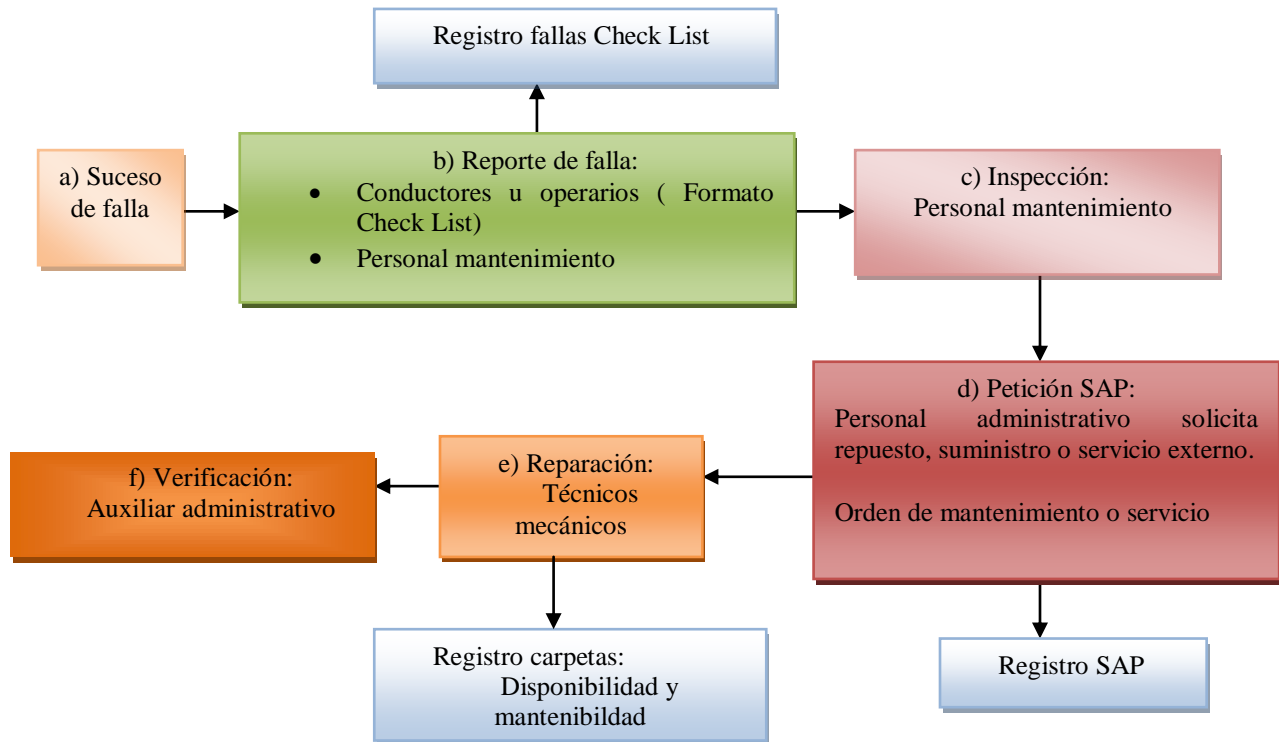 Registro fallas Check List
a) Suceso
de falla
b) Reporte de falla:
• Conductores u operarios ( Formato
Check List)
• Personal mantenimiento
c) Inspección:
Personal mantenimiento
d) Petición SAP:
Personal administrativo solicita
repuesto, suministro o servicio externo.
Orden de mantenimiento o servicio
e) Reparación:
Técnicos
mecánicos
f) Verificación:
Auxiliar administrativo
Registro carpetas:
Disponibilidad y
mantenibildad
Registro SAP